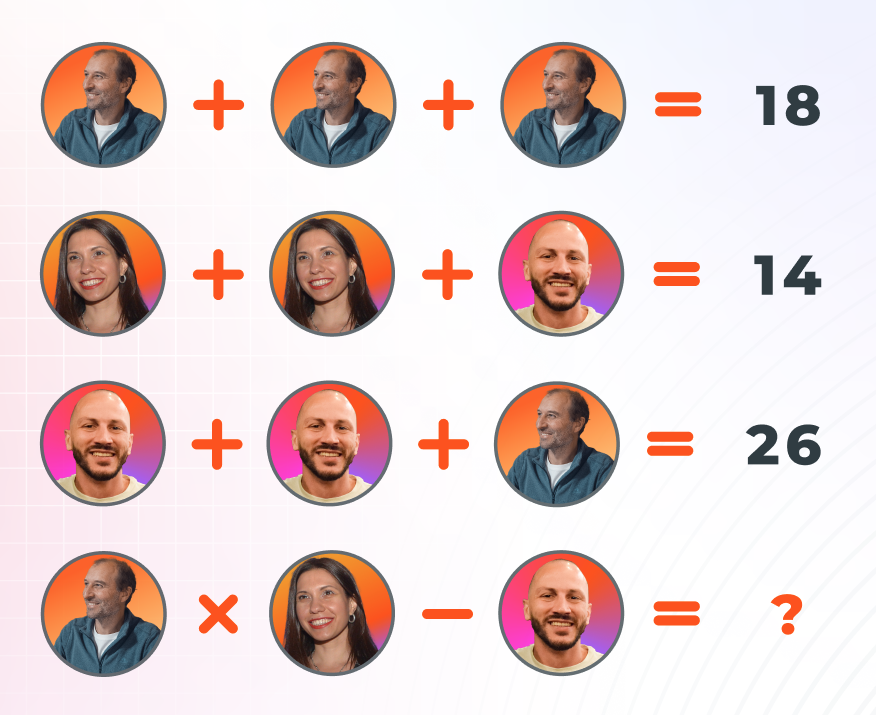 + + = 18
+ + = 14
+ + = 26
× − = ?